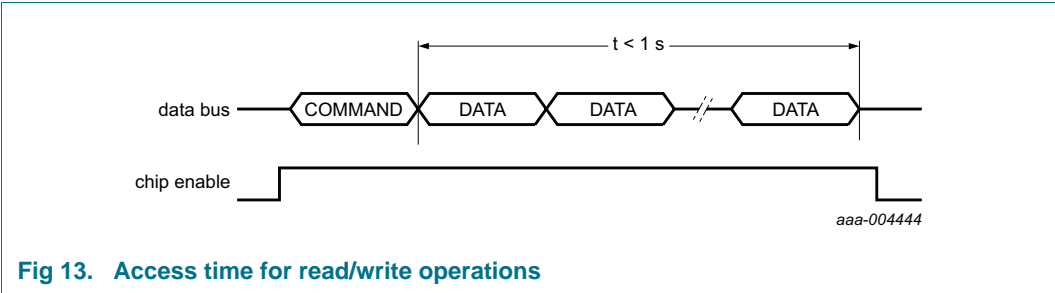 t < 1 s
data bus COMMAND DATA DATA DATA
chip enable
aaa-004444
Fig 13. Access time for read/write operations